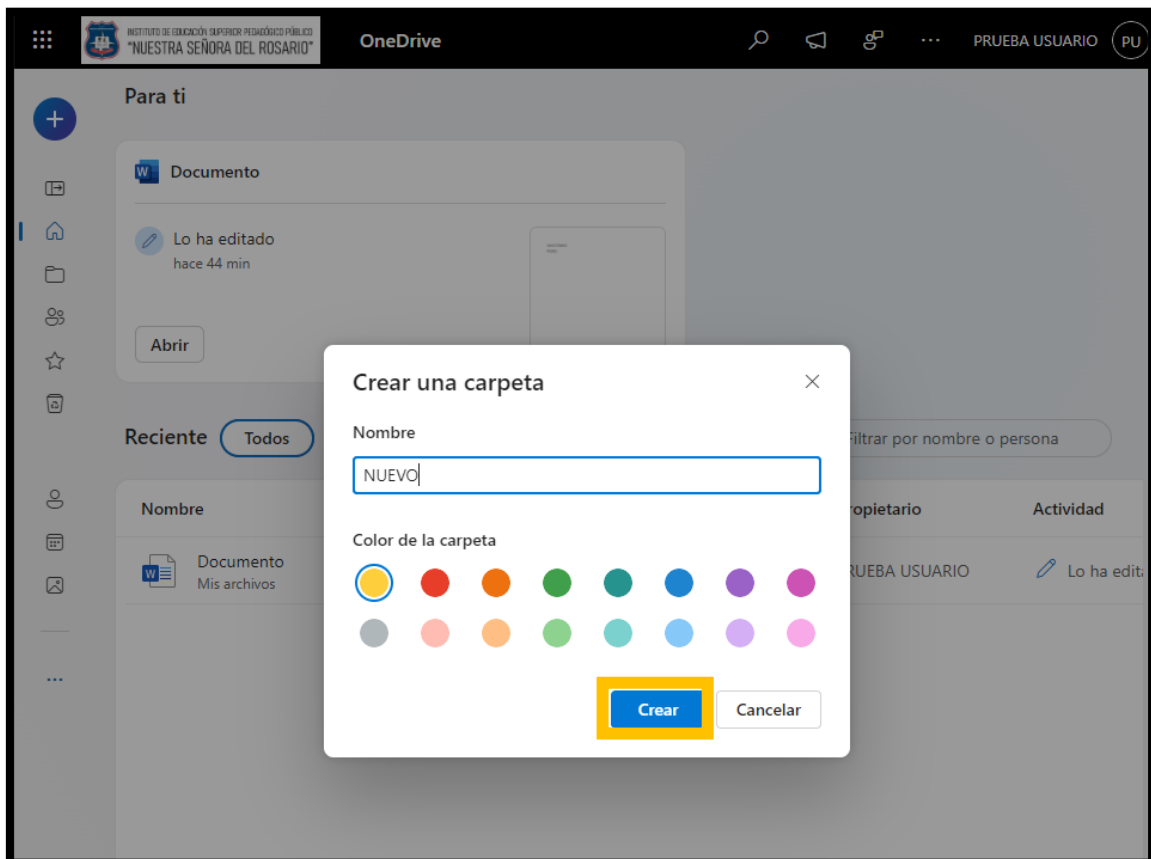 INSTITUTO DE EDUCACIÓN SUPERIOR PEDAGÓGICO PÚBLICO
"NUESTRA SEÑORA DEL ROSARIO"
OneDrive
PRUEBA USUARIO
PU
Para ti
Documento
Lo ha editado
hace 44 min
Abrir
Crear una carpeta
Reciente
Todos
Nombre
Filtrar por nombre o persona
NUEVO
Nombre
ropietario
Actividad
Color de la carpeta
Documento
Mis archivos
RUEBA USUARIO
Lo ha edit
Crear
Cancelar